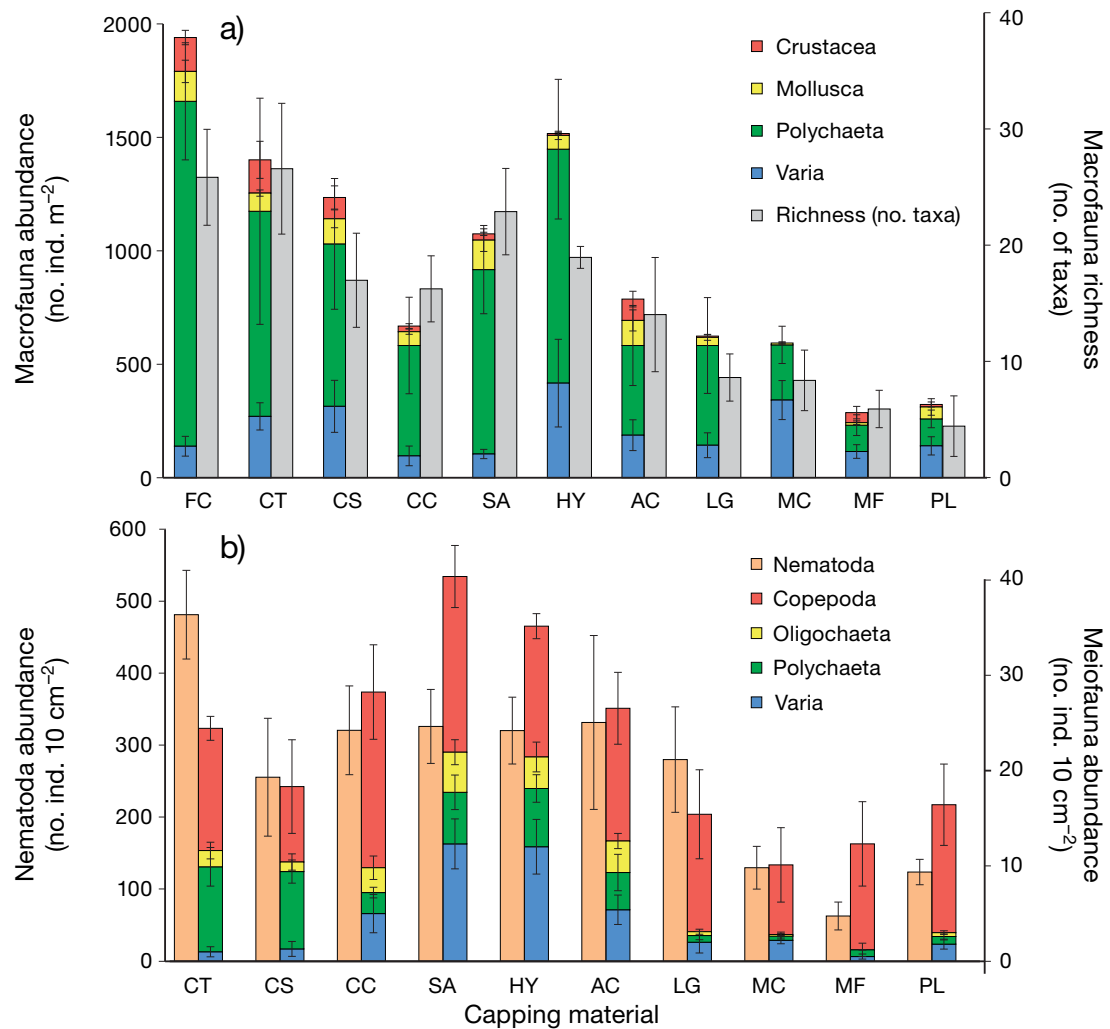 a)
Macrofauna abundance
(no. ind. m⁻²)
2000
1500
1000
500
0
Crustacea
Mollusca
Polychaeta
Varia
Richness (no. taxa)
40
30
20
10
0
Macrofauna richness
(no. of taxa)
FC CT CS CC SA HY AC LG MC MF PL
b)
Nematoda abundance
(no. ind. 10 cm⁻²)
600
500
400
300
200
100
0
Nematoda
Copepoda
Oligochaeta
Polychaeta
Varia
40
30
20
10
0
Meiofauna abundance
(no. ind. 10 cm⁻²)
CT CS CC SA HY AC LG MC MF PL
Capping material